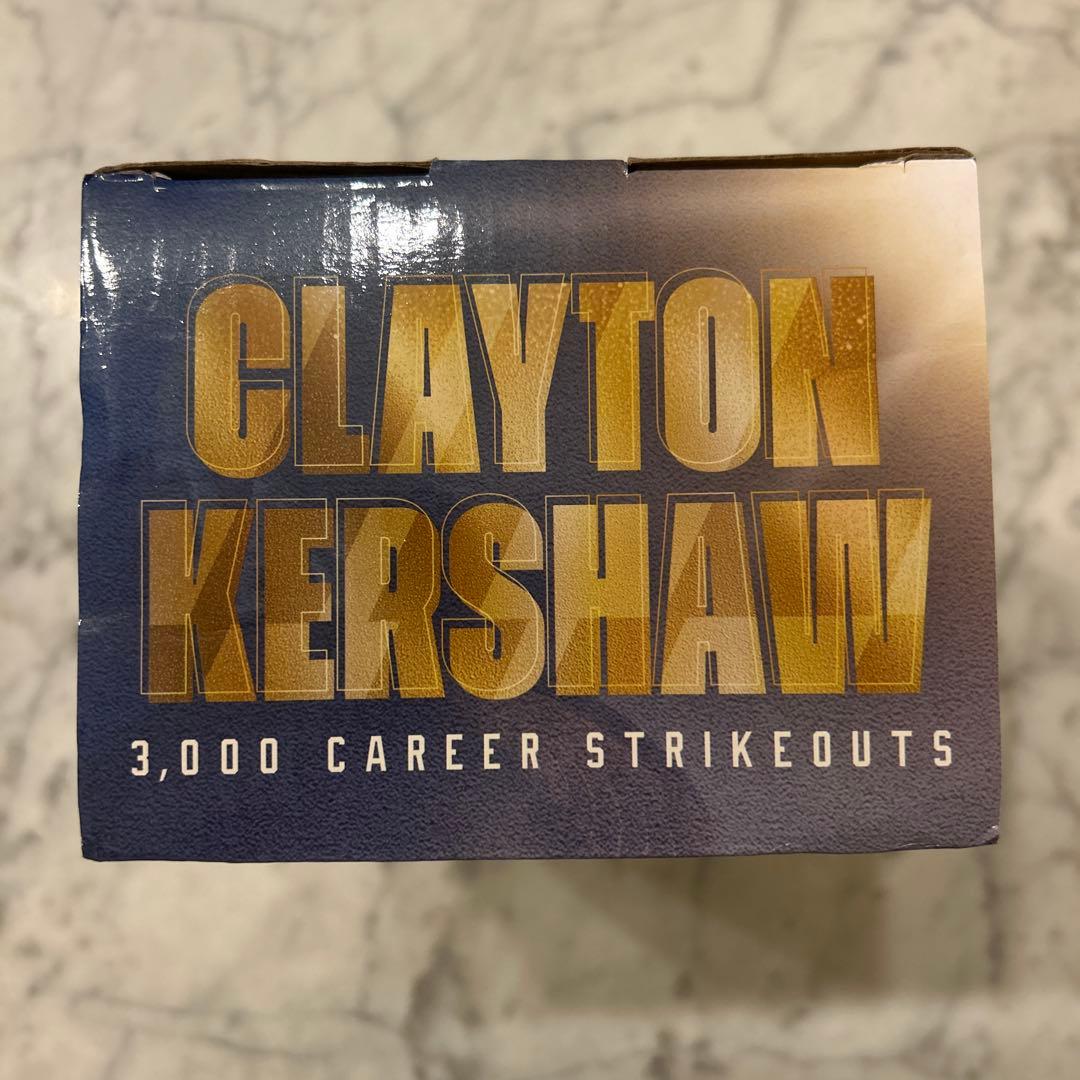 CLAYTON
KERSHAW
3,000 CAREER STRIKEOUTS